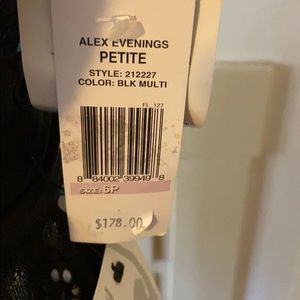 ALEX EVENINGS
PETITE
STYLE: 212227
COLOR: BLK MULTI
FL 127
8 84002 39949 8
SIZE: 6P
$178.00